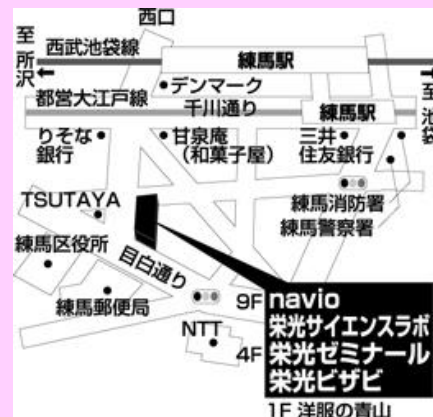 西口
至所沢
西武池袋線
練馬駅
デンマーク
至池袋
都営大江戸線
千川通り
練馬駅
りそな
銀行
甘泉庵
(和菓子屋)
三井
住友銀行
TSUTAYA
練馬消防署
練馬警察署
練馬区役所
目白通り
練馬郵便局
NTT
9F navio
栄光サイエンスラボ
4F 栄光ゼミナール
栄光ビザビ
1F 洋服の青山